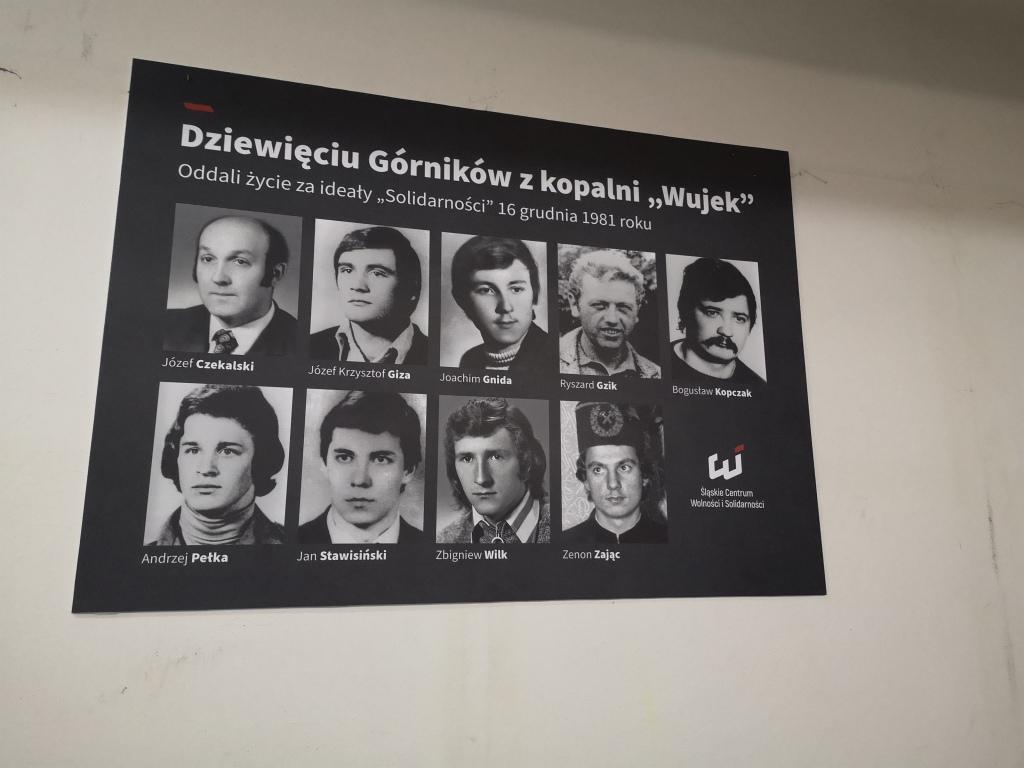 Dziewięciu Górników z kopalni „Wujek”
Oddali życie za ideały „Solidarności” 16 grudnia 1981 roku
Józef Czekalski
Józef Krzysztof Giza
Joachim Gnida
Ryszard Gzik
Bogusław Kopczak
Andrzej Pełka
Jan Stawisiński
Zbigniew Wilk
Zenon Zając
Śląskie Centrum
Wolności i Solidarności